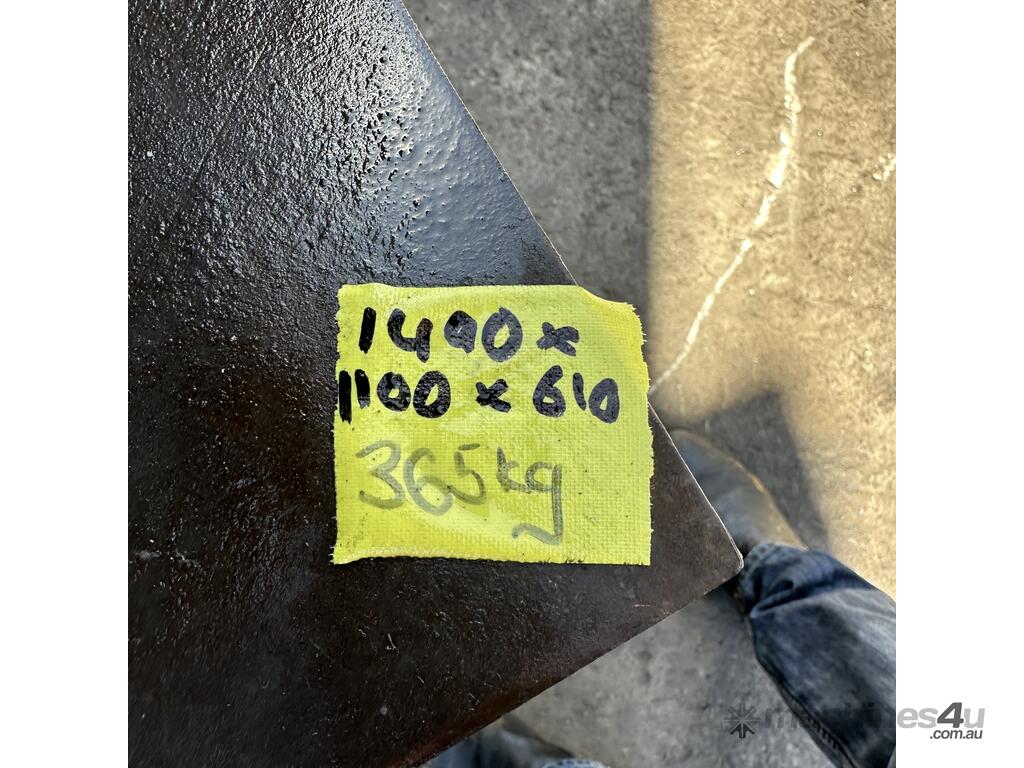 1490 x
1100 x 610
365kg
machines4u
.com.au